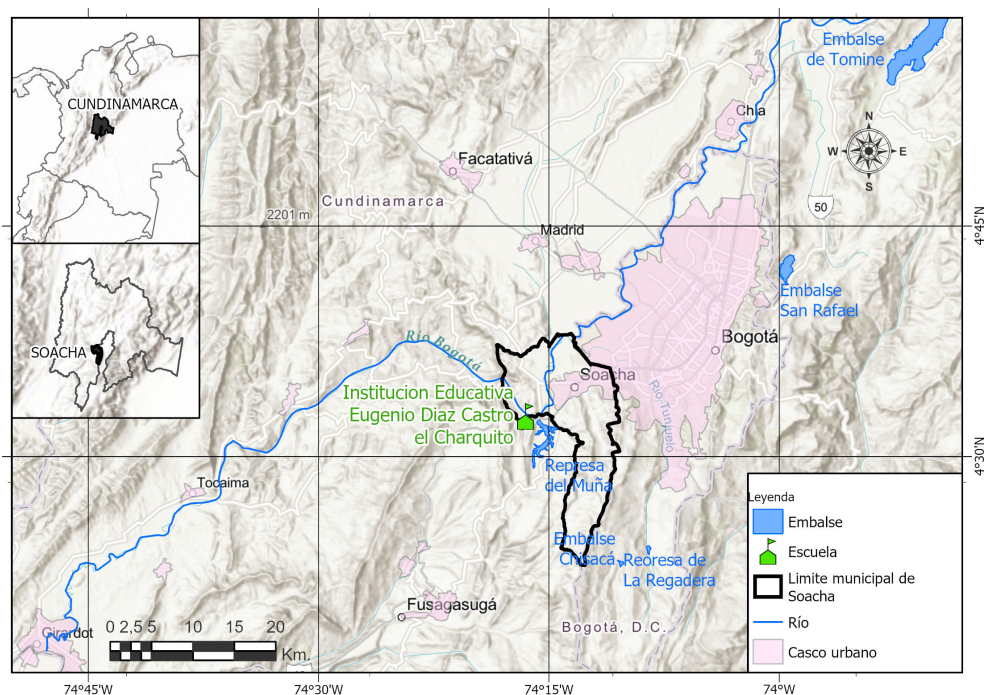 CUNDINAMARCA
SOACHA
Embalse
de Tomine
Chia
N
W
E
S
50
Facatativá
Cundinamarca
2201 m
Madrid
4°45'N
Embalse
San Rafael
Bogotá
Río Bogotá
Soacha
Institucion Educativa
Eugenio Diaz Castro
el Charquito
Río Tunjuelo
4°30'N
Represa
del Muña
Tocaima
Embalse
Chisacá
Reoresa de
La Regadera
Fusagasugá
Bogotá, D.C.
Girardot
0 2,5 5 10 15 20
Km.
Leyenda
Embalse
Escuela
Limite municipal de
Soacha
Río
Casco urbano
74°45'W
74°30'W
74°15'W
74°W